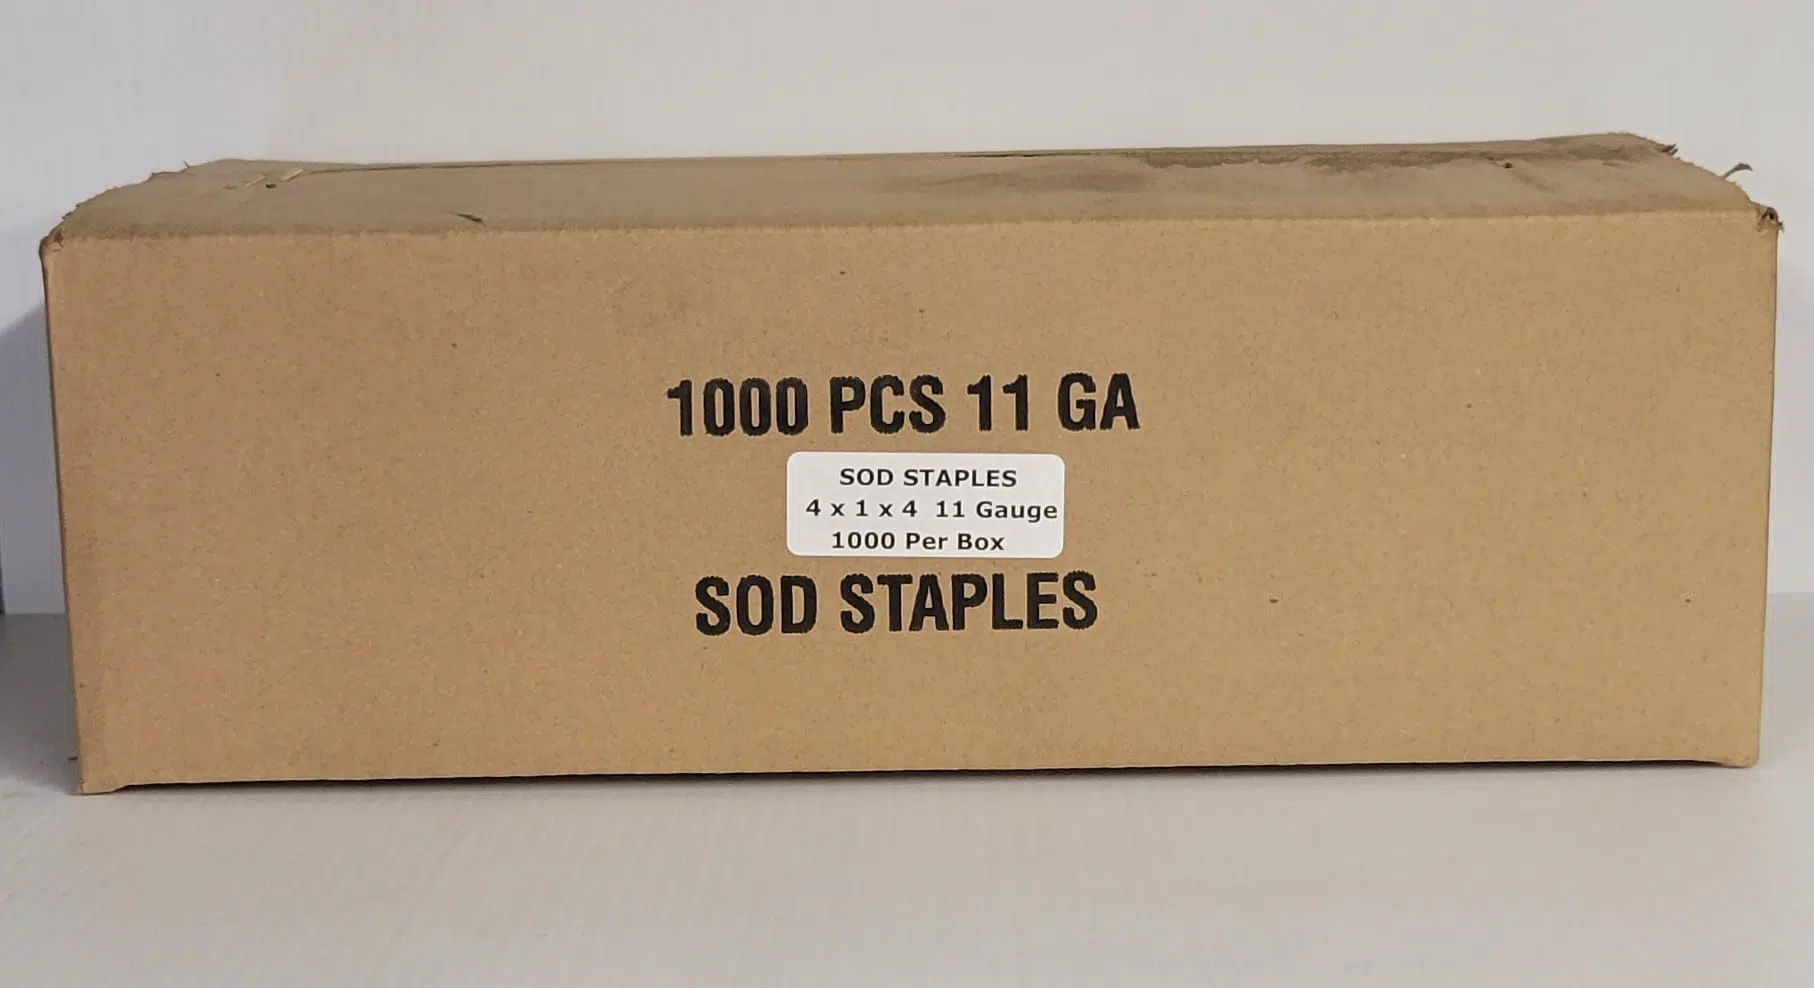 1000 PCS 11 GA
SOD STAPLES
4 x 1 x 4 11 Gauge
1000 Per Box
SOD STAPLES